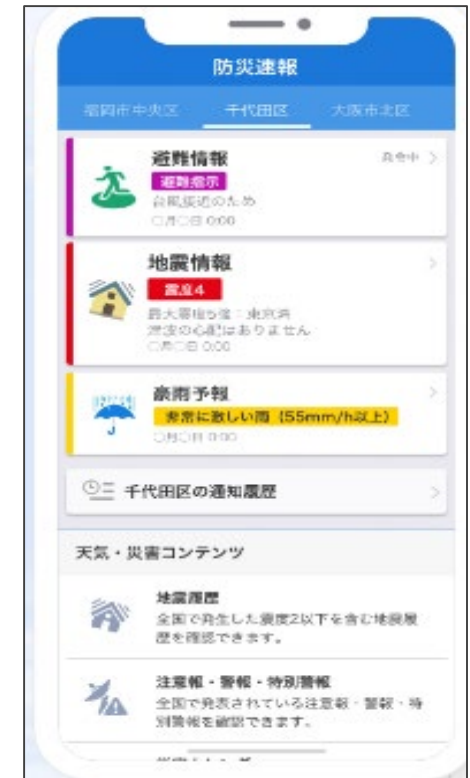 防災速報
福岡市中央区 千代田区 大阪市北区
避難情報 発令中
避難指示
台風接近のため
〇月〇日 0:00
地震情報
震度4
最大震度5強：東京湾
津波の心配はありません
〇月〇日 0:00
豪雨予報
非常に激しい雨（55mm/h以上）
〇月〇日 0:00
千代田区の通知履歴
天気・災害コンテンツ
地震履歴
全国で発生した震度2以下を含む地震履
歴を確認できます。
注意報・警報・特別警報
全国で発表されている注意報・警報・特
別警報を確認できます。